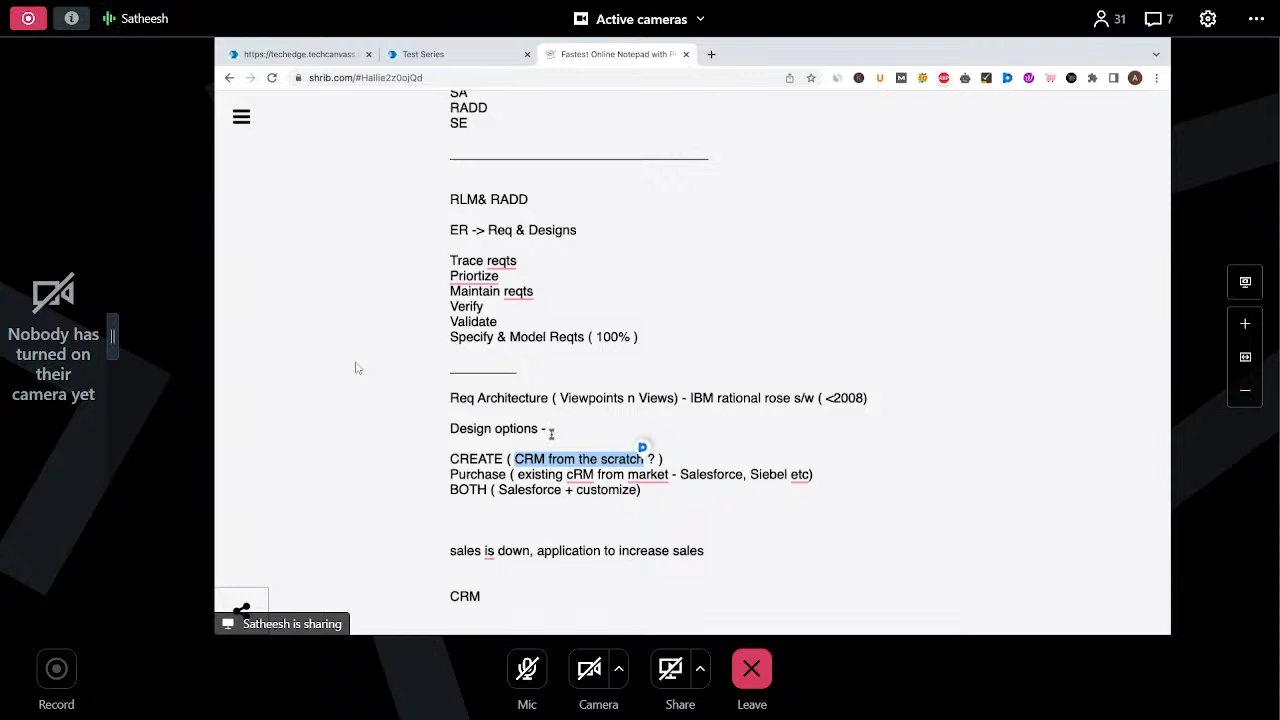 Satheesh
Active cameras
31
7
https://techedge.techcanvass.
Test Series
Fastest Online Notepad with P
shrib.com/#Hallie2z0ojQd
SA
RADD
SE
RLM& RADD
ER -> Req & Designs
Trace reqts
Priortize
Maintain reqts
Verify
Validate
Specify & Model Reqts ( 100% )
Req Architecture ( Viewpoints n Views) - IBM rational rose s/w ( <2008)
Design options -
CREATE ( CRM from the scratch ? )
Purchase ( existing cRM from market - Salesforce, Siebel etc)
BOTH ( Salesforce + customize)
sales is down, application to increase sales
CRM
Nobody has
turned on
their
camera yet
Satheesh is sharing
Record
Mic
Camera
Share
Leave